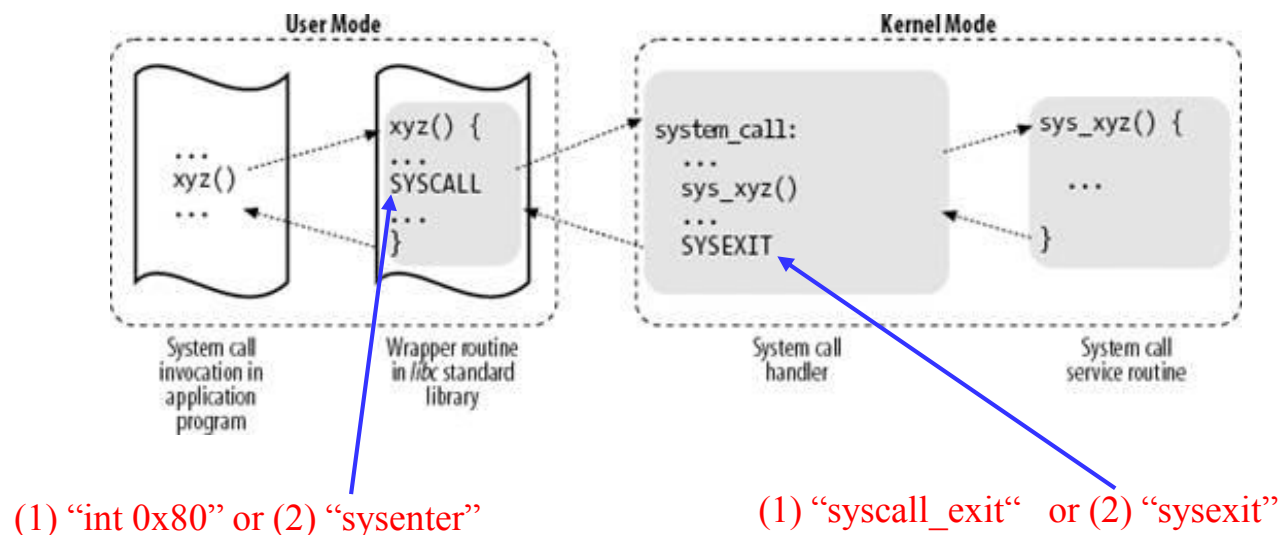 User Mode
Kernel Mode
...
xyz()
...
xyz() {
...
SYSCALL
...
}
system_call:
...
sys_xyz()
...
SYSEXIT
sys_xyz() {
...
}
System call
invocation in
application
program
Wrapper routine
in libc standard
library
System call
handler
System call
service routine
(1) “int 0x80” or (2) “sysenter”
(1) “syscall_exit“ or (2) “sysexit”